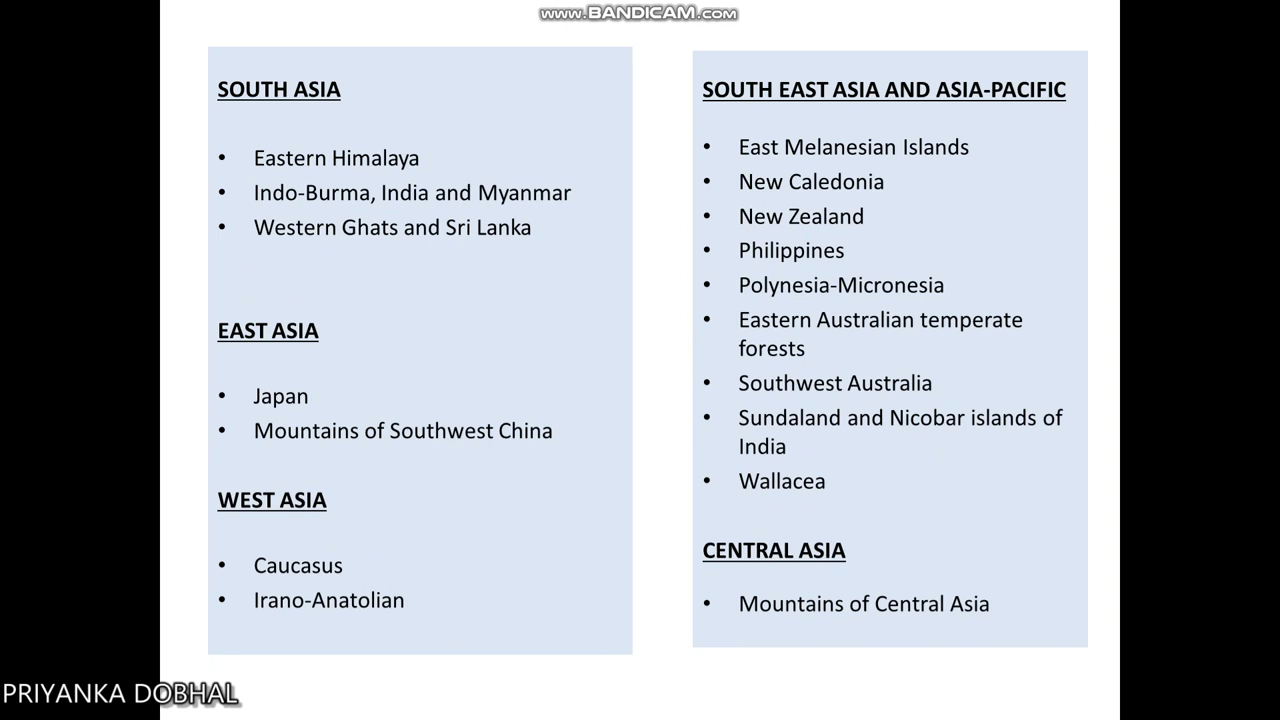 www.BANDICAM.com
SOUTH ASIA
• Eastern Himalaya
• Indo-Burma, India and Myanmar
• Western Ghats and Sri Lanka
EAST ASIA
• Japan
• Mountains of Southwest China
WEST ASIA
• Caucasus
• Irano-Anatolian
SOUTH EAST ASIA AND ASIA-PACIFIC
• East Melanesian Islands
• New Caledonia
• New Zealand
• Philippines
• Polynesia-Micronesia
• Eastern Australian temperate
forests
• Southwest Australia
• Sundaland and Nicobar islands of
India
• Wallacea
CENTRAL ASIA
• Mountains of Central Asia
PRIYANKA DOBHAL